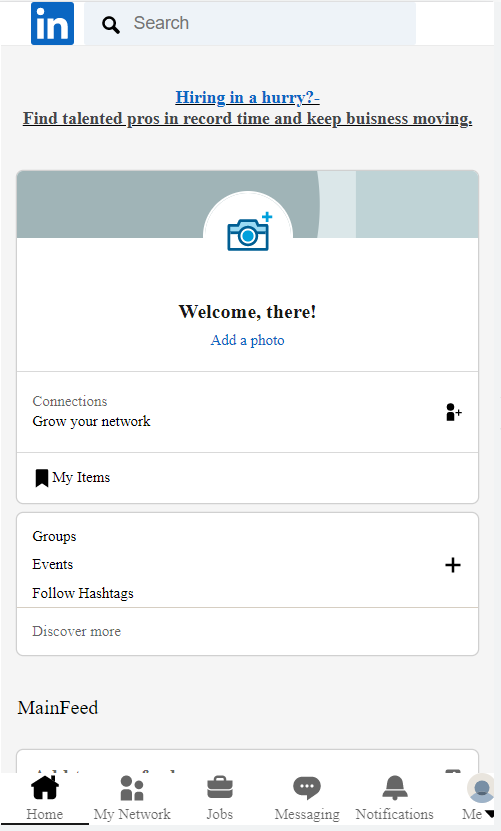 in
Search
Hiring in a hurry?-
Find talented pros in record time and keep buisness moving.
Welcome, there!
Add a photo
Connections
Grow your network
My Items
Groups
Events
Follow Hashtags
Discover more
MainFeed
Home
My Network
Jobs
Messaging
Notifications
Me